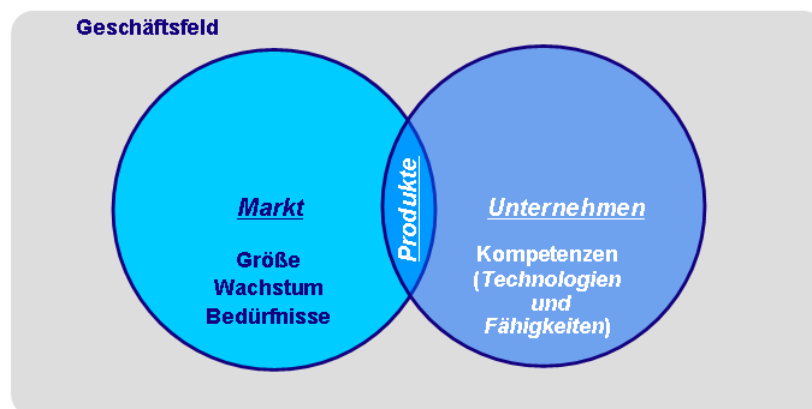 Geschäftsfeld
Markt
Größe
Wachstum
Bedürfnisse
Produkte
Unternehmen
Kompetenzen
(Technologien
und
Fähigkeiten)